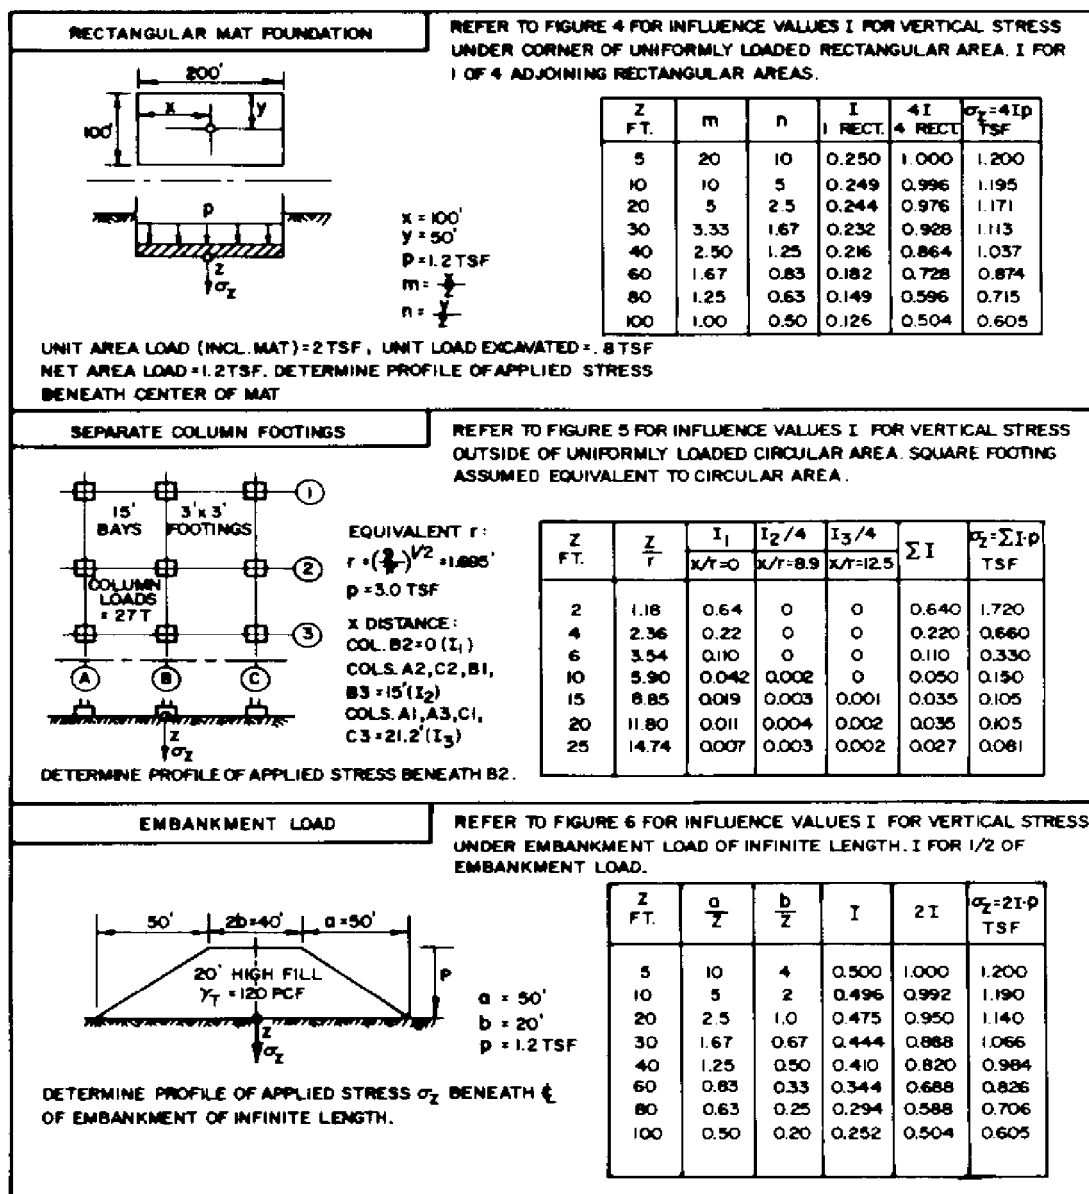 RECTANGULAR MAT FOUNDATION
REFER TO FIGURE 4 FOR INFLUENCE VALUES I FOR VERTICAL STRESS
UNDER CORNER OF UNIFORMLY LOADED RECTANGULAR AREA. I FOR
1 OF 4 ADJOINING RECTANGULAR AREAS.
200'
x
y
100'
p
z
σz
x = 100'
y = 50'
p = 1.2 TSF
m = x/z
n = y/z
Z FT. m n I 1 RECT. 4I 4 RECT. σz=4Ip TSF
5 20 10 0.250 1.000 1.200
10 10 5 0.249 0.996 1.195
20 5 2.5 0.244 0.976 1.171
30 3.33 1.67 0.232 0.928 1.113
40 2.50 1.25 0.216 0.864 1.037
60 1.67 0.83 0.182 0.728 0.874
80 1.25 0.63 0.149 0.596 0.715
100 1.00 0.50 0.126 0.504 0.605
UNIT AREA LOAD (INCL. MAT) = 2 TSF, UNIT LOAD EXCAVATED = .8 TSF
NET AREA LOAD = 1.2 TSF. DETERMINE PROFILE OF APPLIED STRESS
BENEATH CENTER OF MAT
SEPARATE COLUMN FOOTINGS
REFER TO FIGURE 5 FOR INFLUENCE VALUES I FOR VERTICAL STRESS
OUTSIDE OF UNIFORMLY LOADED CIRCULAR AREA. SQUARE FOOTING
ASSUMED EQUIVALENT TO CIRCULAR AREA.
1
15' BAYS
3'x3' FOOTINGS
2
COLUMN LOADS = 27 T
3
A B C
z
σz
EQUIVALENT r:
r = (9/π)^1/2 = 1.695'
p = 3.0 TSF
X DISTANCE:
COL. B2=0 (I1)
COLS. A2, C2, B1,
B3 = 15' (I2)
COLS. A1, A3, C1,
C3 = 21.2' (I3)
Z FT. Z/r I1 x/r=0 I2/4 x/r=8.9 I3/4 x/r=12.5 ΣI σz=ΣI·p TSF
2 1.18 0.64 0 0 0.640 1.720
4 2.36 0.22 0 0 0.220 0.660
6 3.54 0.110 0 0 0.110 0.330
10 5.90 0.042 0.002 0 0.050 0.150
15 8.85 0.019 0.003 0.001 0.035 0.105
20 11.80 0.011 0.004 0.002 0.035 0.105
25 14.74 0.007 0.003 0.002 0.027 0.081
DETERMINE PROFILE OF APPLIED STRESS BENEATH B2.
EMBANKMENT LOAD
REFER TO FIGURE 6 FOR INFLUENCE VALUES I FOR VERTICAL STRESS
UNDER EMBANKMENT LOAD OF INFINITE LENGTH. I FOR 1/2 OF
EMBANKMENT LOAD.
50' 2b=40' a=50'
20' HIGH FILL
γT = 120 PCF
P
z
σz
a = 50'
b = 20'
p = 1.2 TSF
Z FT. a/z b/z I 2I σz=2I·p TSF
5 10 4 0.500 1.000 1.200
10 5 2 0.496 0.992 1.190
20 2.5 1.0 0.475 0.950 1.140
30 1.67 0.67 0.444 0.888 1.066
40 1.25 0.50 0.410 0.820 0.984
60 0.83 0.33 0.344 0.688 0.826
80 0.63 0.25 0.294 0.588 0.706
100 0.50 0.20 0.252 0.504 0.605
DETERMINE PROFILE OF APPLIED STRESS σz BENEATH ℄
OF EMBANKMENT OF INFINITE LENGTH.